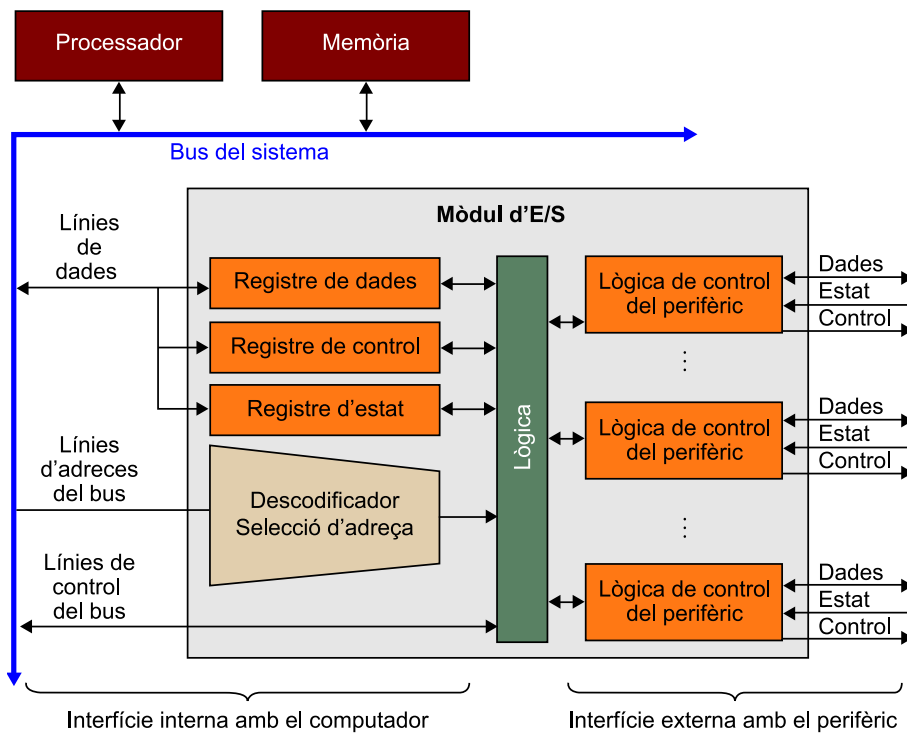 Processador
Memòria
Bus del sistema
Mòdul d'E/S
Línies
de
dades
Registre de dades
Registre de control
Registre d'estat
Línies
d'adreces
del bus
Descodificador
Selecció d'adreça
Línies de
control
del bus
Lògica
Lògica de control
del perifèric
Dades
Estat
Control
...
Lògica de control
del perifèric
Dades
Estat
Control
...
Lògica de control
del perifèric
Dades
Estat
Control
Interfície interna amb el computador
Interfície externa amb el perifèric